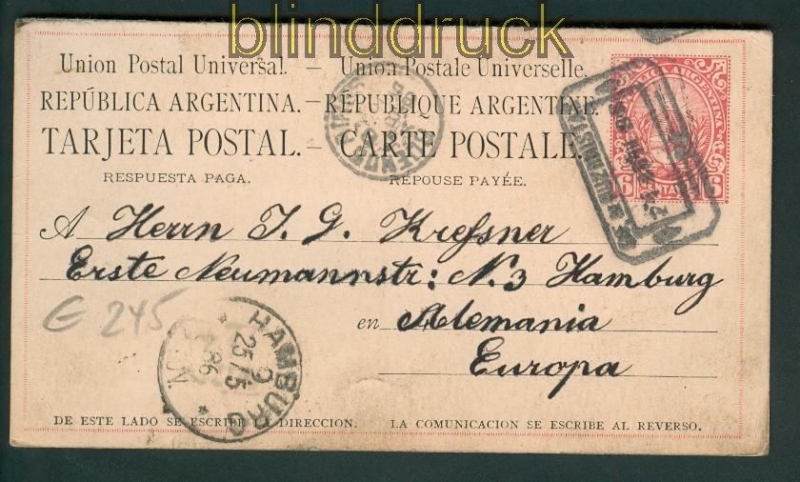 blinddruck
Union Postal Universal. — Union Postale Universelle.
REPÚBLICA ARGENTINA. — RÉPUBLIQUE ARGENTINE.
TARJETA POSTAL. — CARTE POSTALE.
RESPUESTA PAGA. REPOUSE PAYÉE.
A Herrn J. G. Kreſsner
Erste Neumannstr: N. 3 Hamburg
en Alemania
Europa
E 245
HAMBURG
25/5
86
DE ESTE LADO SE ESCRIBE LA DIRECCION. LA COMUNICACION SE ESCRIBE AL REVERSO.